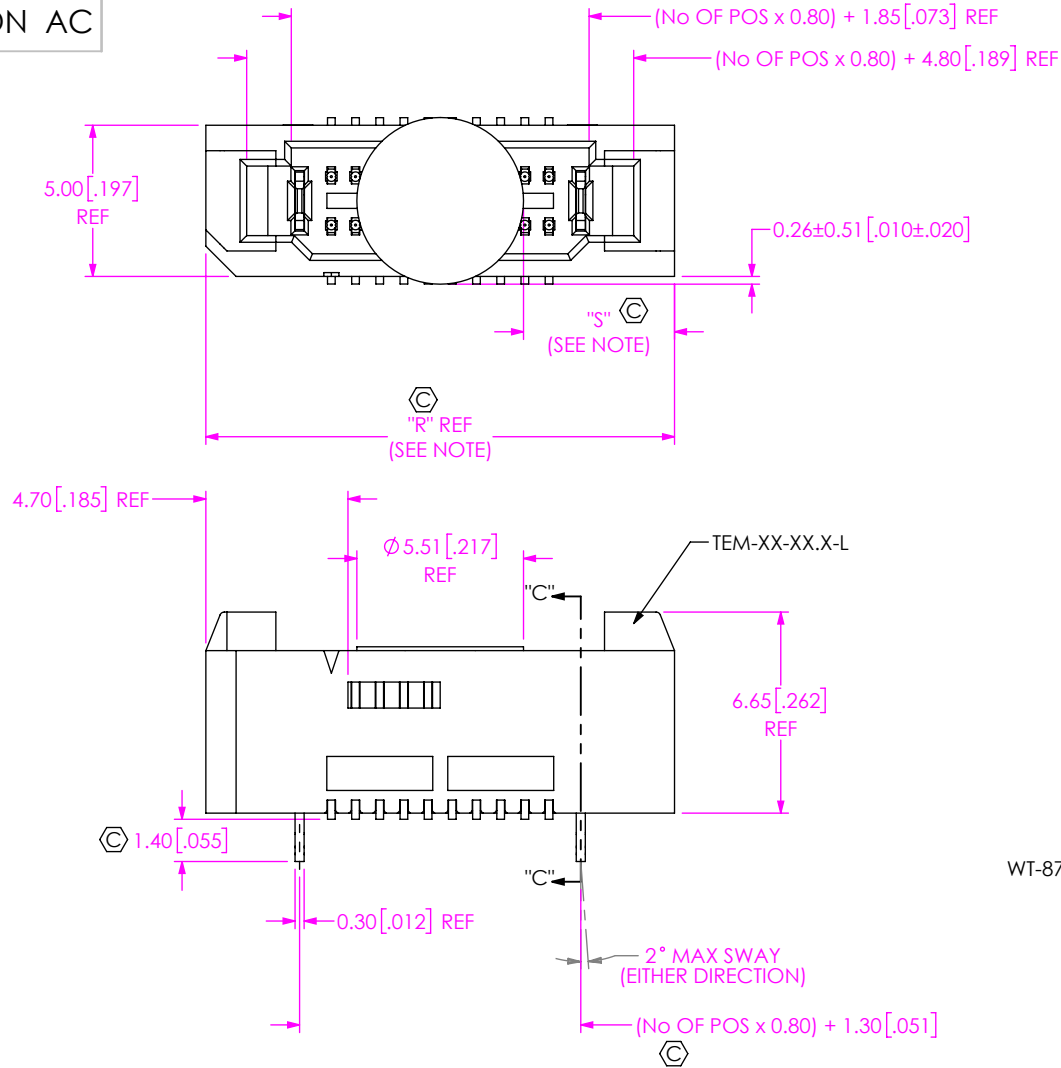 ON AC
(No OF POS x 0.80) + 1.85[.073] REF
(No OF POS x 0.80) + 4.80[.189] REF
5.00[.197]
REF
0.26±0.51[.010±.020]
"S" C
(SEE NOTE)
C
"R" REF
(SEE NOTE)
4.70[.185] REF
Ø5.51[.217]
REF
TEM-XX-XX.X-L
"C"
6.65[.262]
REF
C 1.40[.055]
"C"
WT-87
0.30[.012] REF
2° MAX SWAY
(EITHER DIRECTION)
(No OF POS x 0.80) + 1.30[.051]
C